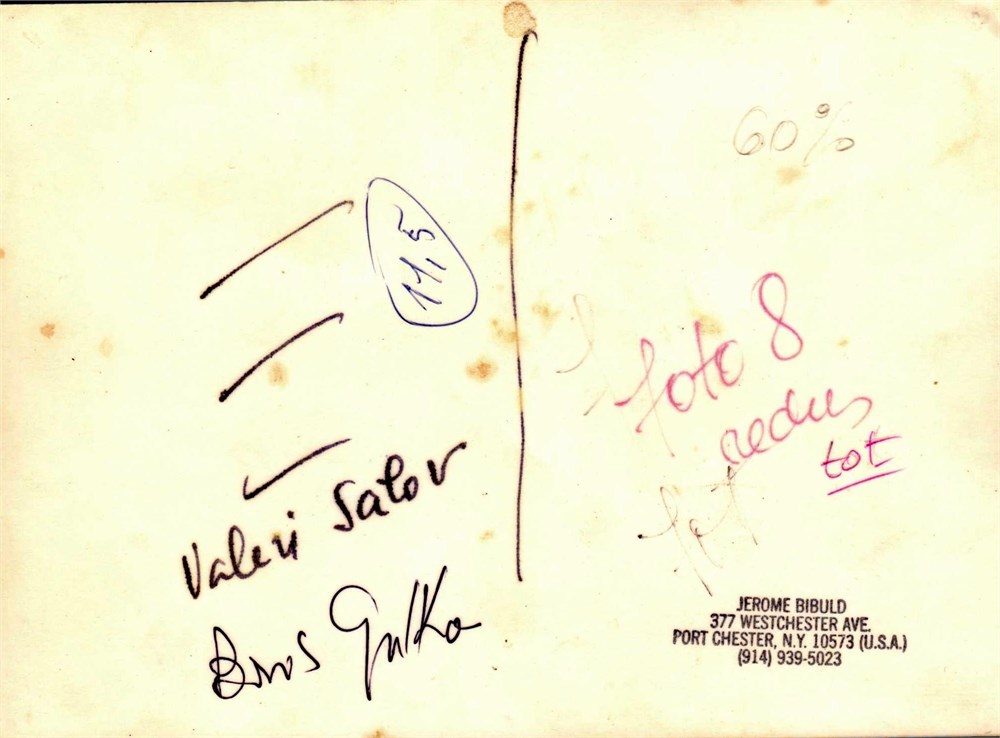 60%
11,5
foto 8
redus
tot
fot
Valeri Salov
Boris Gulko
JEROME BIBULD
377 WESTCHESTER AVE.
PORT CHESTER, N.Y. 10573 (U.S.A.)
(914) 939-5023